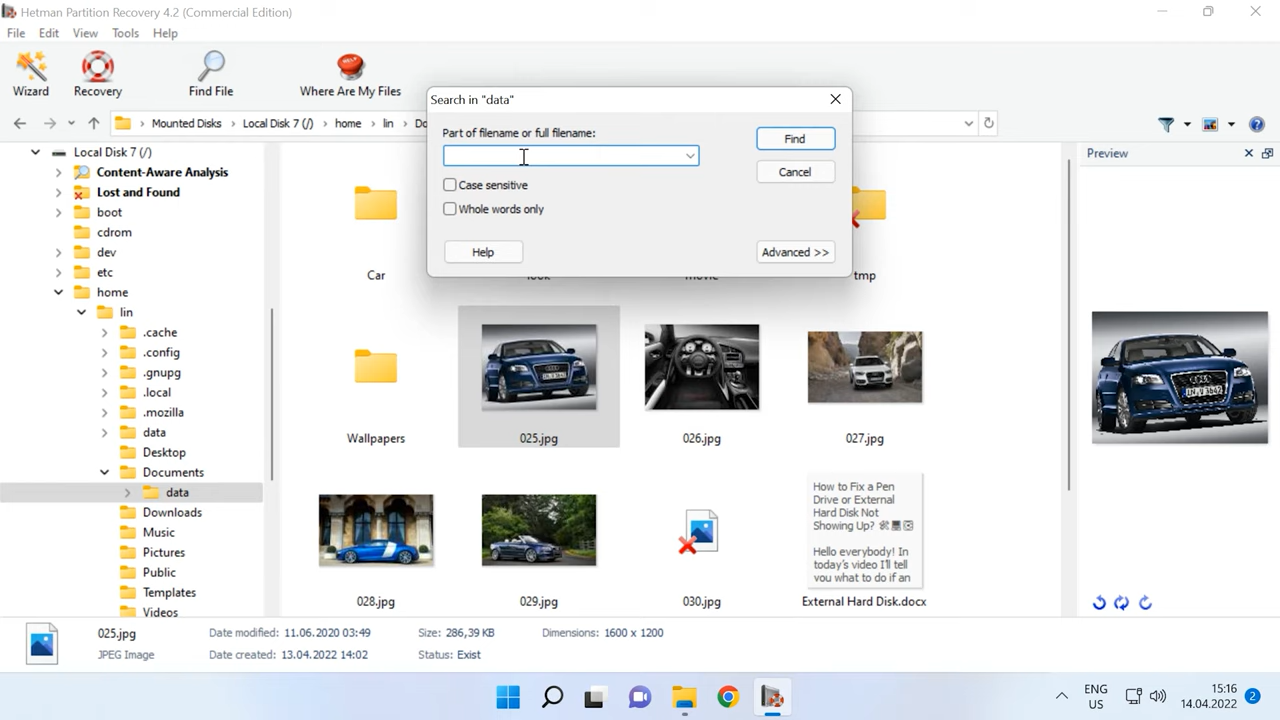 Hetman Partition Recovery 4.2 (Commercial Edition)
File Edit View Tools Help
Wizard Recovery Find File Where Are My Files
Mounted Disks Local Disk 7 (/) home lin
Search in "data"
Part of filename or full filename:
Find
Cancel
Case sensitive
Whole words only
Help
Advanced >>
Local Disk 7 (/)
Content-Aware Analysis
Lost and Found
boot
cdrom
dev
etc
home
lin
.cache
.config
.gnupg
.local
.mozilla
data
Desktop
Documents
data
Downloads
Music
Pictures
Public
Templates
Videos
Car
tmp
Wallpapers
025.jpg
026.jpg
027.jpg
028.jpg
029.jpg
030.jpg
How to Fix a Pen
Drive or External
Hard Disk Not
Showing Up?
Hello everybody! In
today's video I'll tell
you what to do if an
External Hard Disk.docx
Preview
025.jpg
JPEG Image
Date modified: 11.06.2020 03:49
Date created: 13.04.2022 14:02
Size: 286,39 KB
Status: Exist
Dimensions: 1600 x 1200
ENG
US
15:16
14.04.2022
2